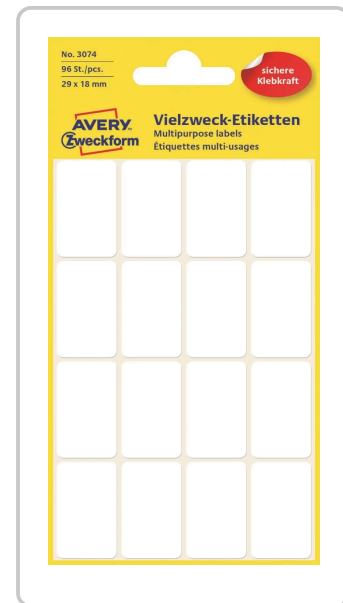 No. 3074
96 St./pcs.
29 x 18 mm
sichere
Klebkraft
AVERY
Zweckform
Vielzweck-Etiketten
Multipurpose labels
Étiquettes multi-usages